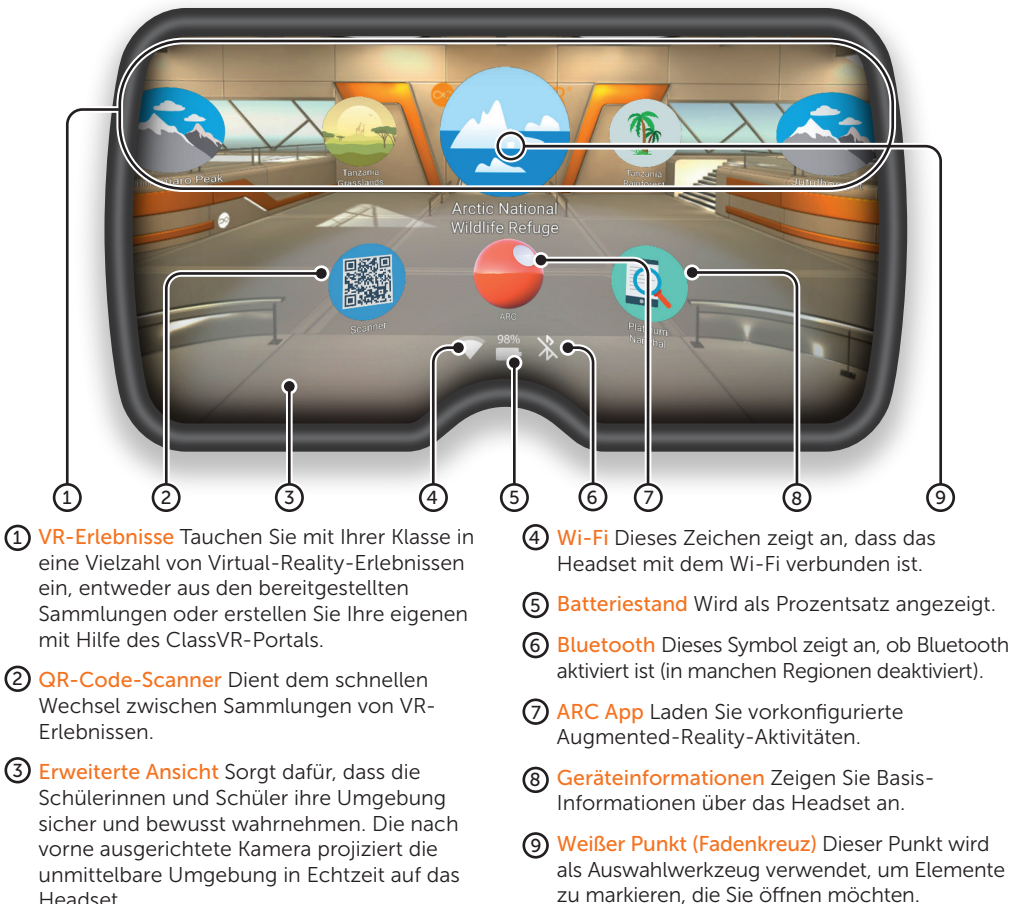 Tanzania
Grasslands
Tanzania
Rainforest
Peak
Arctic National
Wildlife Refuge
Scanner
ARC
Platinum
Narwhal
98%
1
2
3
4
5
6
7
8
9
1 VR-Erlebnisse Tauchen Sie mit Ihrer Klasse in
eine Vielzahl von Virtual-Reality-Erlebnissen
ein, entweder aus den bereitgestellten
Sammlungen oder erstellen Sie Ihre eigenen
mit Hilfe des ClassVR-Portals.
2 QR-Code-Scanner Dient dem schnellen
Wechsel zwischen Sammlungen von VR-
Erlebnissen.
3 Erweiterte Ansicht Sorgt dafür, dass die
Schülerinnen und Schüler ihre Umgebung
sicher und bewusst wahrnehmen. Die nach
vorne ausgerichtete Kamera projiziert die
unmittelbare Umgebung in Echtzeit auf das
Headset
4 Wi-Fi Dieses Zeichen zeigt an, dass das
Headset mit dem Wi-Fi verbunden ist.
5 Batteriestand Wird als Prozentsatz angezeigt.
6 Bluetooth Dieses Symbol zeigt an, ob Bluetooth
aktiviert ist (in manchen Regionen deaktiviert).
7 ARC App Laden Sie vorkonfigurierte
Augmented-Reality-Aktivitäten.
8 Geräteinformationen Zeigen Sie Basis-
Informationen über das Headset an.
9 Weißer Punkt (Fadenkreuz) Dieser Punkt wird
als Auswahlwerkzeug verwendet, um Elemente
zu markieren, die Sie öffnen möchten.